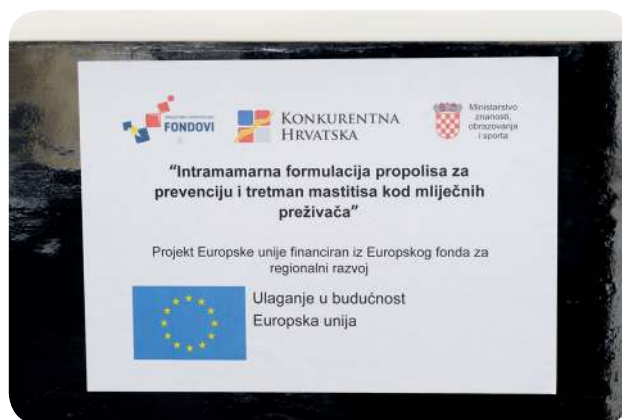 FONDOVI
KONKURENTNA
HRVATSKA
Ministarstvo
znanosti,
obrazovanja
i sporta
“Intramamarna formulacija propolisa za
prevenciju i tretman mastitisa kod mliječnih
preživača”
Projekt Europske unije financiran iz Europskog fonda za
regionalni razvoj
Ulaganje u budućnost
Europska unija